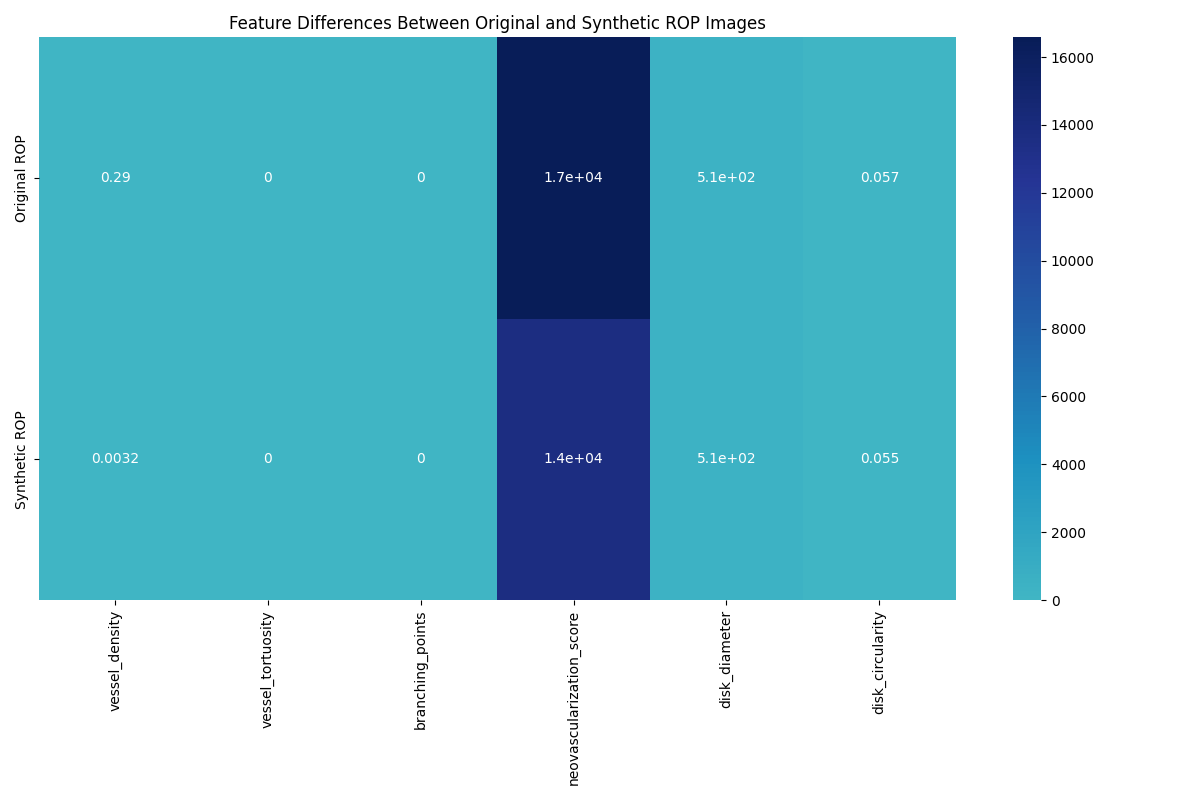 Feature Differences Between Original and Synthetic ROP Images
Original ROP
0.29
0
0
1.7e+04
5.1e+02
0.057
Synthetic ROP
0.0032
0
0
1.4e+04
5.1e+02
0.055
vessel_density
vessel_tortuosity
branching_points
neovascularization_score
disk_diameter
disk_circularity
16000
14000
12000
10000
8000
6000
4000
2000
0